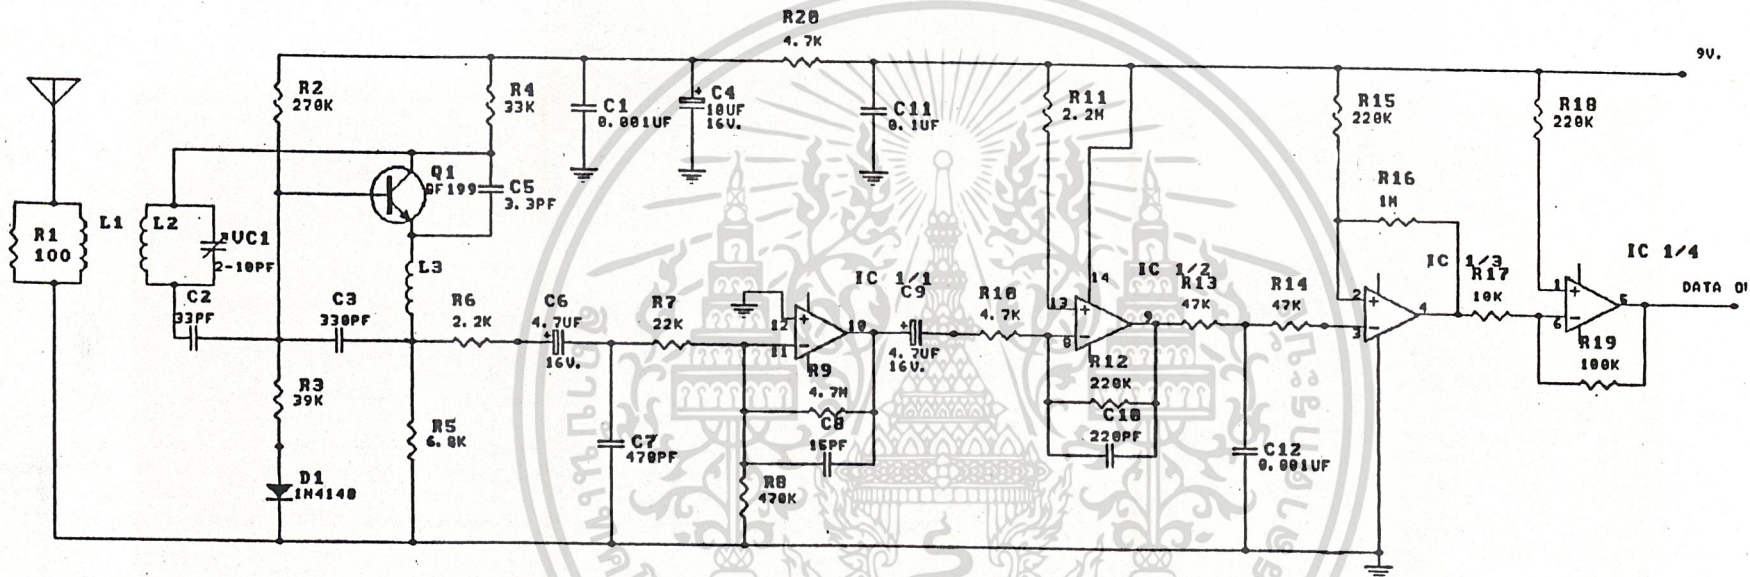 R20
4.7K
9V.
R2
270K
R4
33K
C1
0.001UF
C4
10UF
16V.
C11
0.1UF
R11
2.2M
R15
220K
R18
220K
Q1
BF199
C5
3.3PF
R16
1M
R1
100
L1
L2
VC1
2-10PF
L3
C2
33PF
C3
330PF
R6
2.2K
C6
4.7UF
16V.
R7
22K
IC 1/1
12
11
10
C9
4.7UF
16V.
R10
4.7K
14
13
8
9
IC 1/2
R13
47K
R14
47K
2
3
4
IC 1/3
R17
10K
IC 1/4
1
6
5
DATA
R3
39K
R5
6.8K
R9
4.7M
C8
15PF
R12
220K
C10
220PF
R19
100K
C7
470PF
R8
470K
C12
0.001UF
D1
1N4148